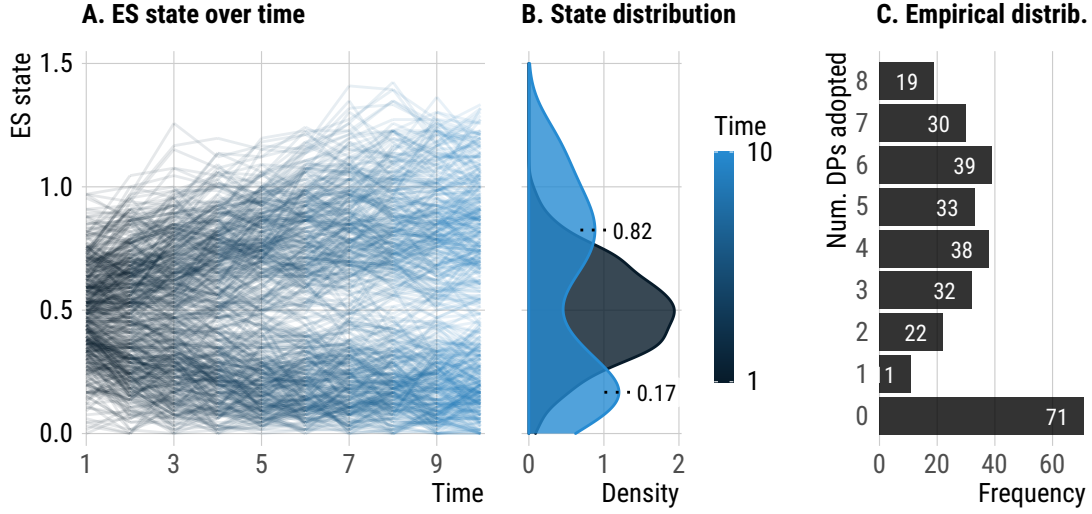 A. ES state over time
ES state
1.5
1.0
0.5
0.0
1 3 5 7 9
Time
B. State distribution
0.82
0.17
0 1 2
Density
Time
10
1
C. Empirical distrib.
Num. DPs adopted
8 19
7 30
6 39
5 33
4 38
3 32
2 22
1 11
0 71
0 20 40 60
Frequency